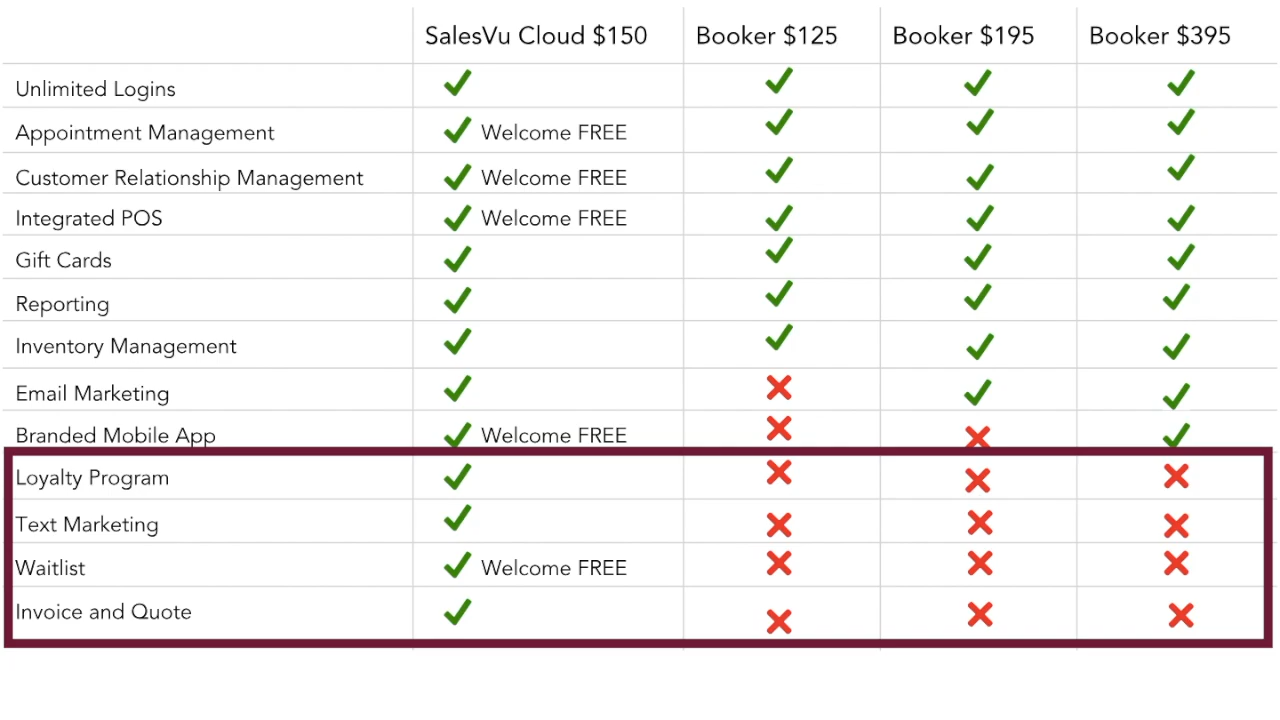 SalesVu Cloud $150 Booker $125 Booker $195 Booker $395
Unlimited Logins
Appointment Management Welcome FREE
Customer Relationship Management Welcome FREE
Integrated POS Welcome FREE
Gift Cards
Reporting
Inventory Management
Email Marketing
Branded Mobile App Welcome FREE
Loyalty Program
Text Marketing
Waitlist Welcome FREE
Invoice and Quote